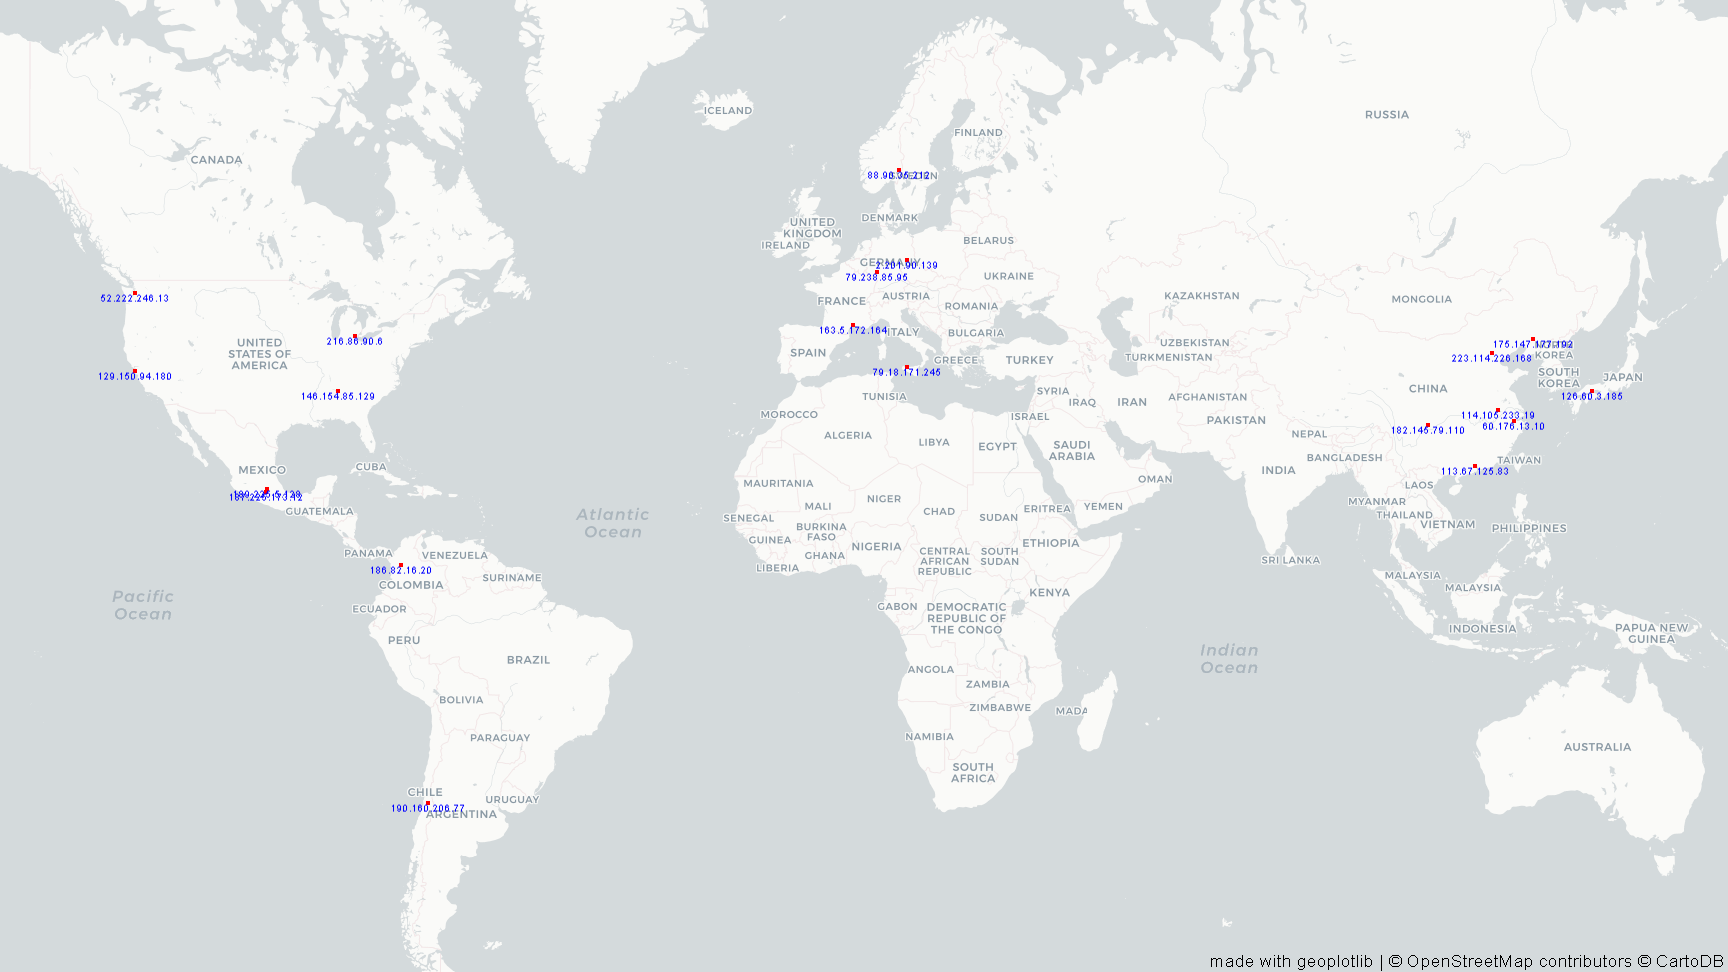 ICELAND
RUSSIA
FINLAND
CANADA
88.90.35.212
DENMARK
UNITED
KINGDOM
IRELAND
BELARUS
GERMANY
2.201.90.139
79.238.85.95
UKRAINE
52.222.246.13
FRANCE
AUSTRIA
KAZAKHSTAN
MONGOLIA
ROMANIA
163.5.172.164
ITALY
BULGARIA
216.86.90.6
UNITED
STATES OF
AMERICA
SPAIN
GREECE
TURKEY
UZBEKISTAN
TURKMENISTAN
175.147.177.192
KOREA
223.114.226.168
SOUTH
KOREA
JAPAN
129.150.94.180
79.18.171.245
146.154.85.129
TUNISIA
SYRIA
IRAQ
IRAN
AFGHANISTAN
CHINA
126.60.3.185
MOROCCO
ISRAEL
PAKISTAN
114.105.233.19
60.176.13.10
182.145.79.110
ALGERIA
LIBYA
EGYPT
SAUDI
ARABIA
NEPAL
BANGLADESH
TAIWAN
MEXICO
CUBA
INDIA
113.67.125.83
OMAN
MAURITANIA
LAOS
187.225.173.12
GUATEMALA
MALI
NIGER
CHAD
SUDAN
ERITREA
YEMEN
MYANMAR
THAILAND
VIETNAM
PHILIPPINES
Atlantic
Ocean
SENEGAL
BURKINA
FASO
GUINEA
GHANA
NIGERIA
CENTRAL
AFRICAN
REPUBLIC
SOUTH
SUDAN
ETHIOPIA
PANAMA
VENEZUELA
LIBERIA
SRI LANKA
186.82.16.20
COLOMBIA
SURINAME
MALAYSIA
MALAYSIA
Pacific
Ocean
ECUADOR
GABON
DEMOCRATIC
REPUBLIC OF
THE CONGO
KENYA
INDONESIA
PAPUA NEW
GUINEA
PERU
BRAZIL
Indian
Ocean
ANGOLA
ZAMBIA
BOLIVIA
ZIMBABWE
MADA
PARAGUAY
NAMIBIA
AUSTRALIA
SOUTH
AFRICA
CHILE
URUGUAY
190.160.206.77
ARGENTINA
made with geoplotlib | © OpenStreetMap contributors © CartoDB